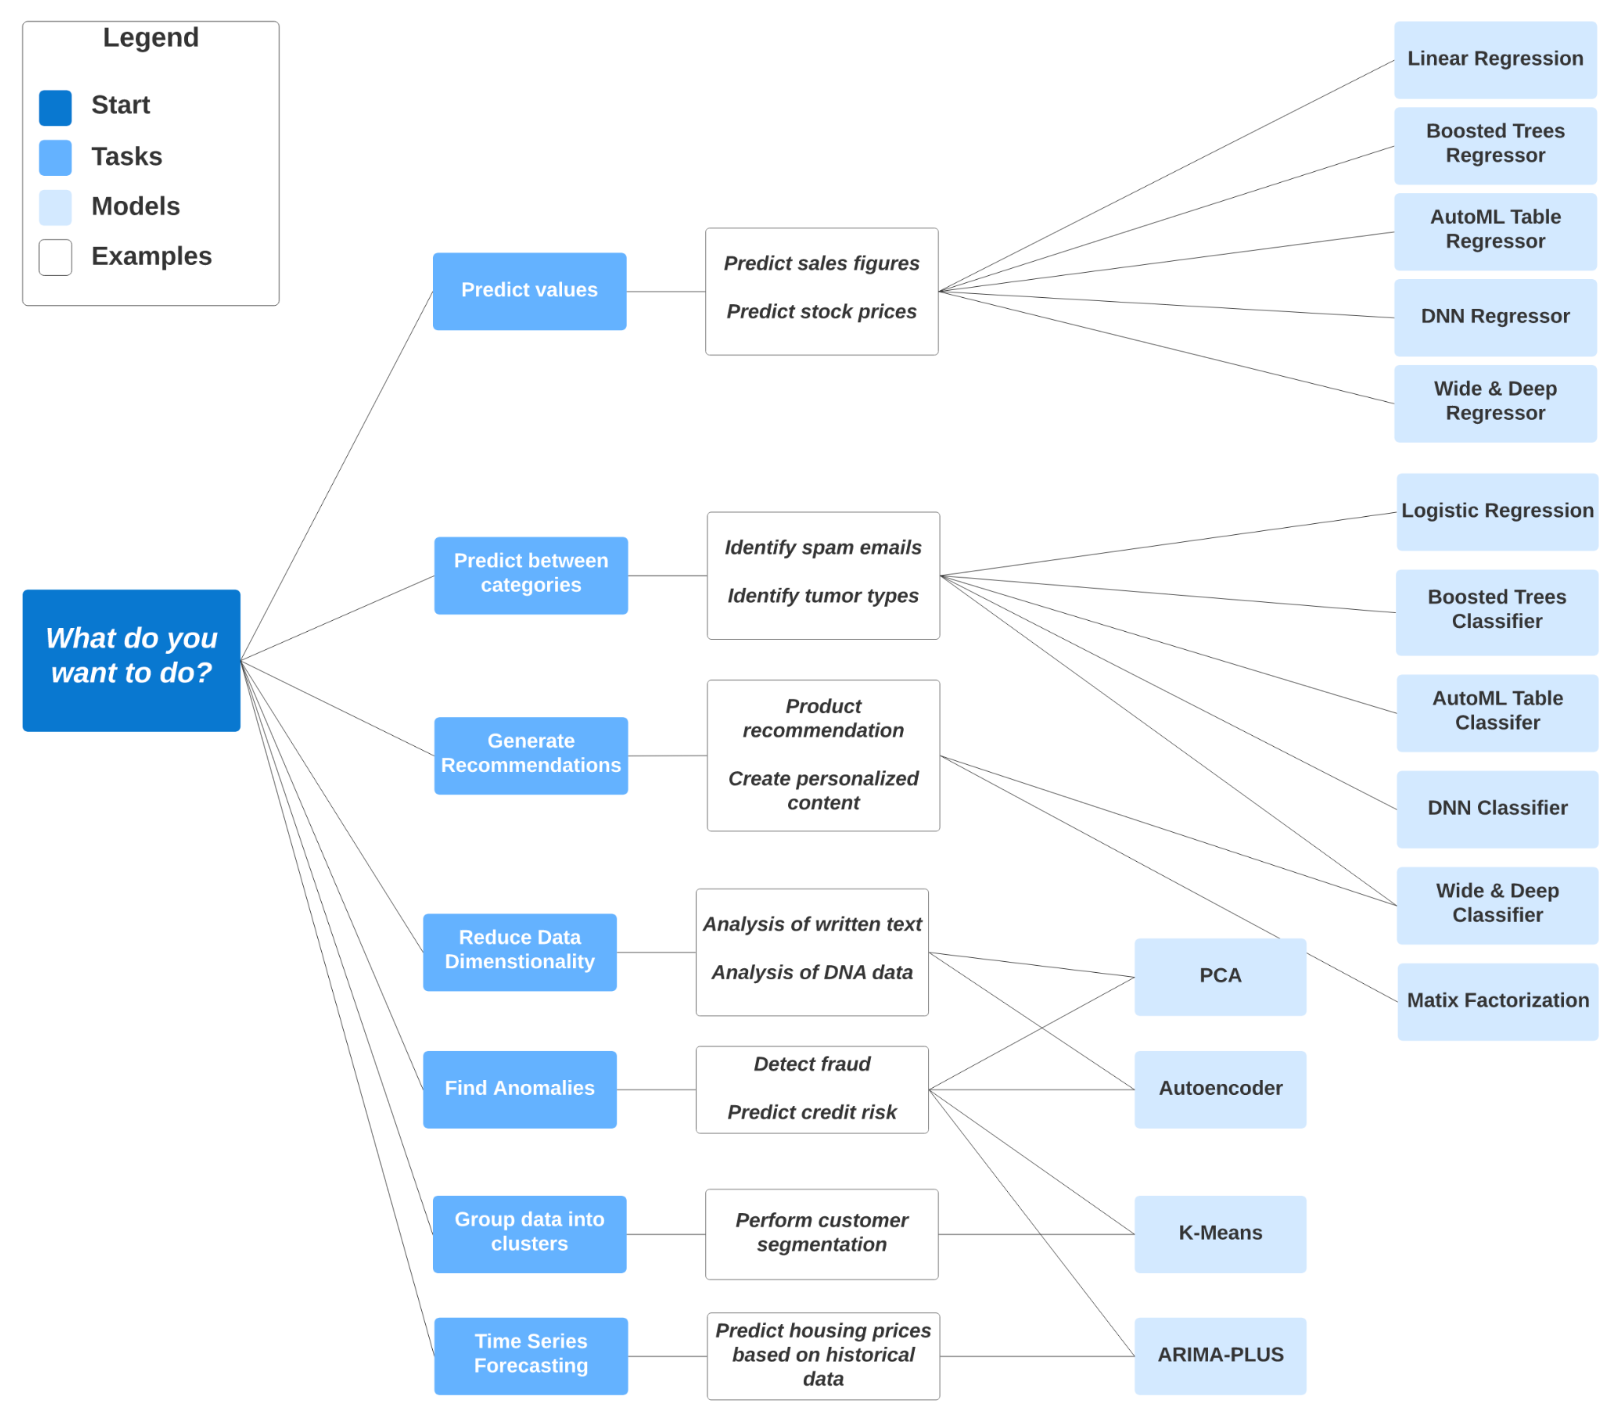 Legend
Start
Tasks
Models
Examples
What do you
want to do?
Predict values
Predict sales figures
Predict stock prices
Linear Regression
Boosted Trees
Regressor
AutoML Table
Regressor
DNN Regressor
Wide & Deep
Regressor
Predict between
categories
Identify spam emails
Identify tumor types
Logistic Regression
Boosted Trees
Classifier
AutoML Table
Classifer
DNN Classifier
Wide & Deep
Classifier
Generate
Recommendations
Product
recommendation
Create personalized
content
Matix Factorization
Reduce Data
Dimenstionality
Analysis of written text
Analysis of DNA data
PCA
Find Anomalies
Detect fraud
Predict credit risk
Autoencoder
Group data into
clusters
Perform customer
segmentation
K-Means
Time Series
Forecasting
Predict housing prices
based on historical
data
ARIMA-PLUS